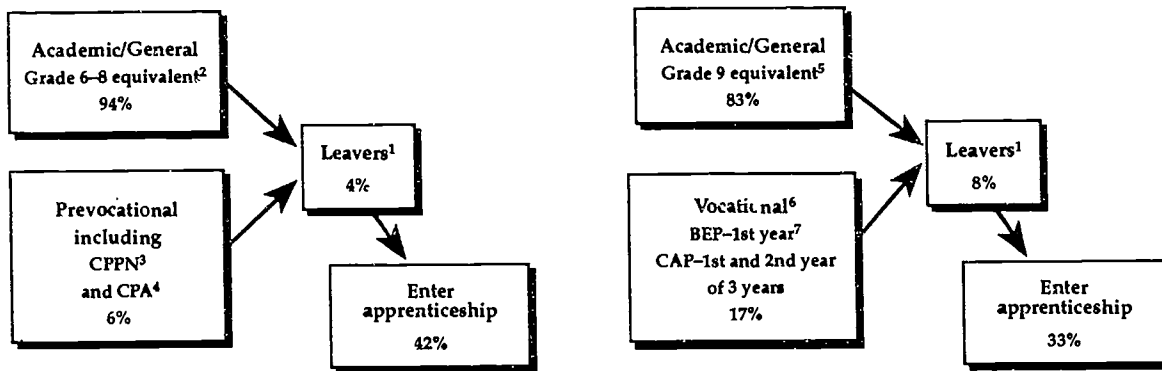 Academic/General
Grade 6–8 equivalent²
94%
Prevocational
including
CPPN³
and CPA⁴
6%
Leavers¹
4%
Enter
apprenticeship
42%
Academic/General
Grade 9 equivalent⁵
83%
Vocational⁶
BEP–1st year⁷
CAP–1st and 2nd year
of 3 years
17%
Leavers¹
8%
Enter
apprenticeship
33%